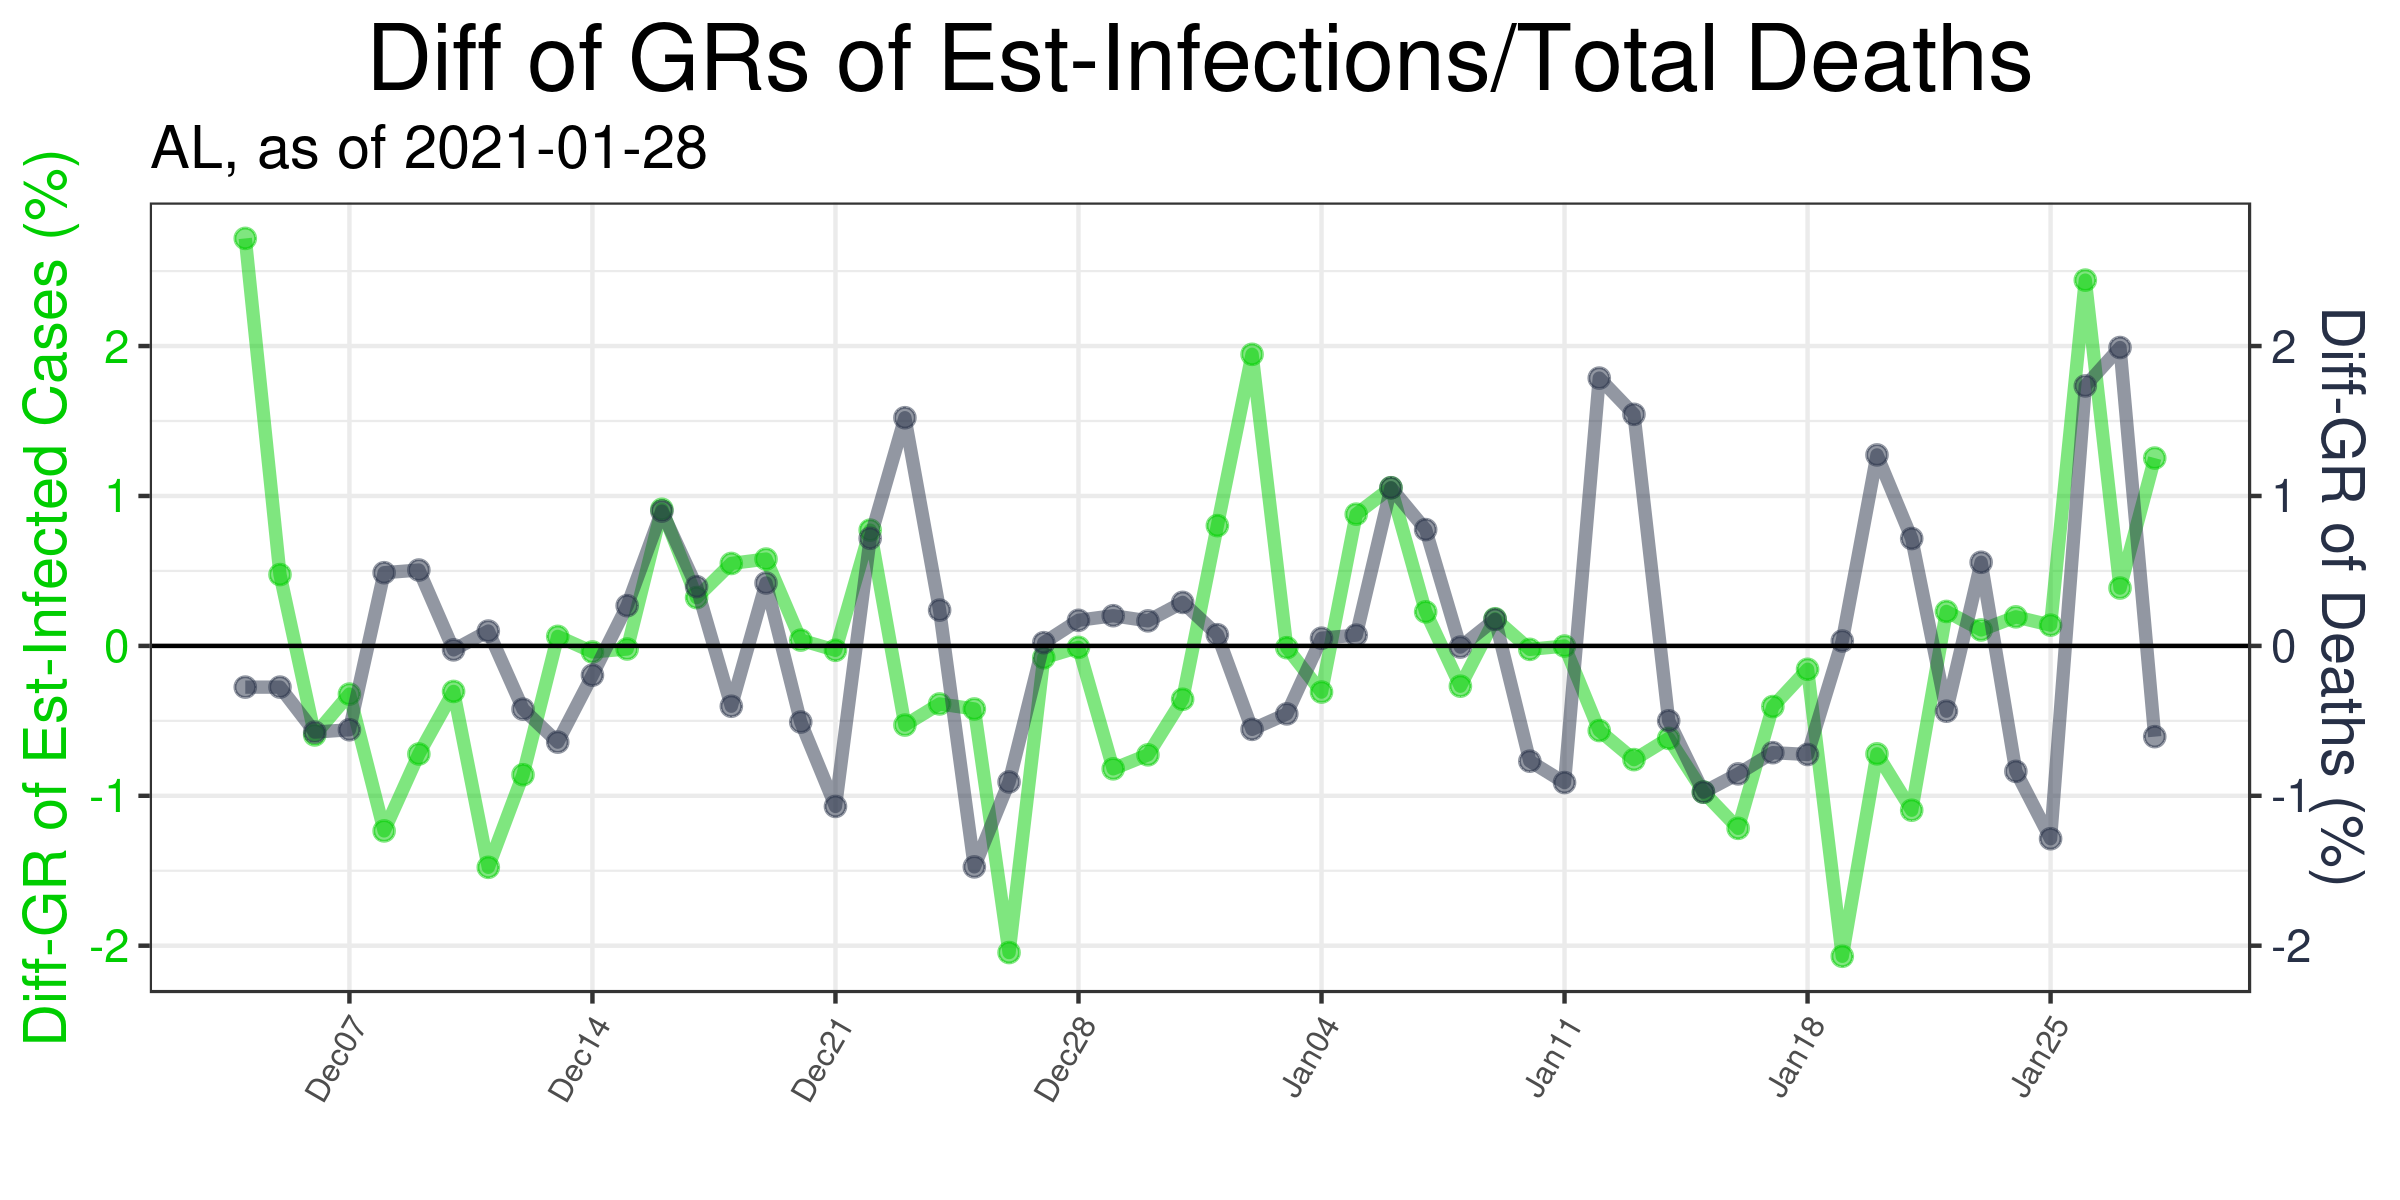 Diff of GRs of Est-Infections/Total Deaths
AL, as of 2021-01-28
Diff-GR of Est-Infected Cases (%)
2
1
0
-1
-2
2
1
0
-1
-2
Diff-GR of Deaths (%)
Dec07
Dec14
Dec21
Dec28
Jan04
Jan11
Jan18
Jan25